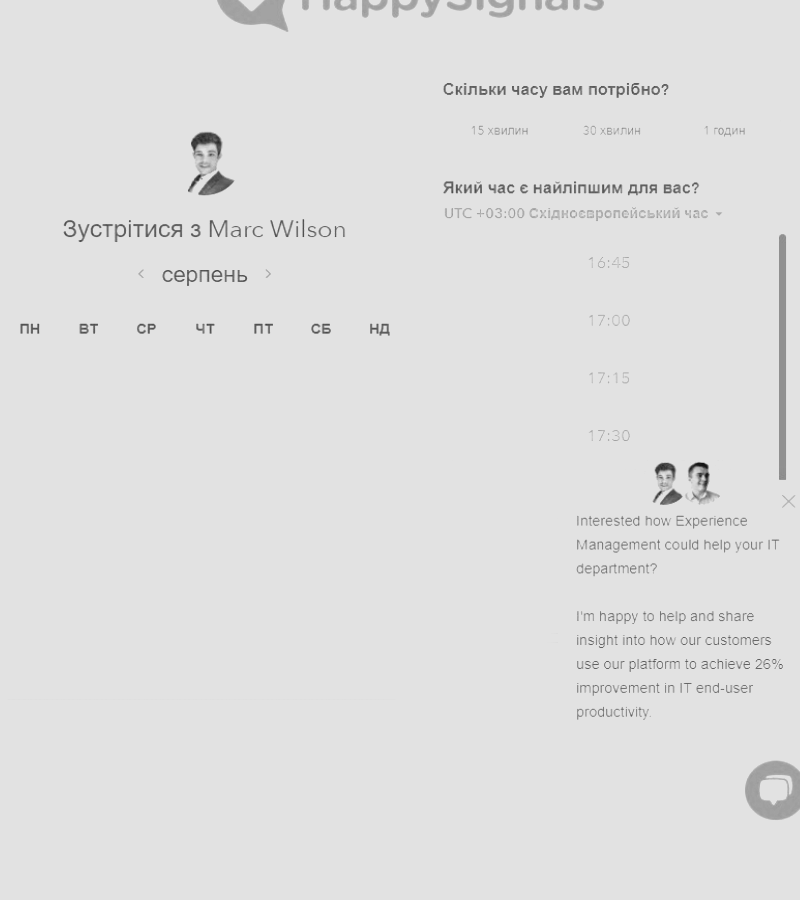 HappySignals
Зустрітися з Marc Wilson
серпень
ПН ВТ СР ЧТ ПТ СБ НД
Скільки часу вам потрібно?
15 хвилин 30 хвилин 1 годин
Який час є найліпшим для вас?
UTC +03:00 Східноєвропейський час
16:45
17:00
17:15
17:30
Interested how Experience
Management could help your IT
department?
I'm happy to help and share
insight into how our customers
use our platform to achieve 26%
improvement in IT end-user
productivity.